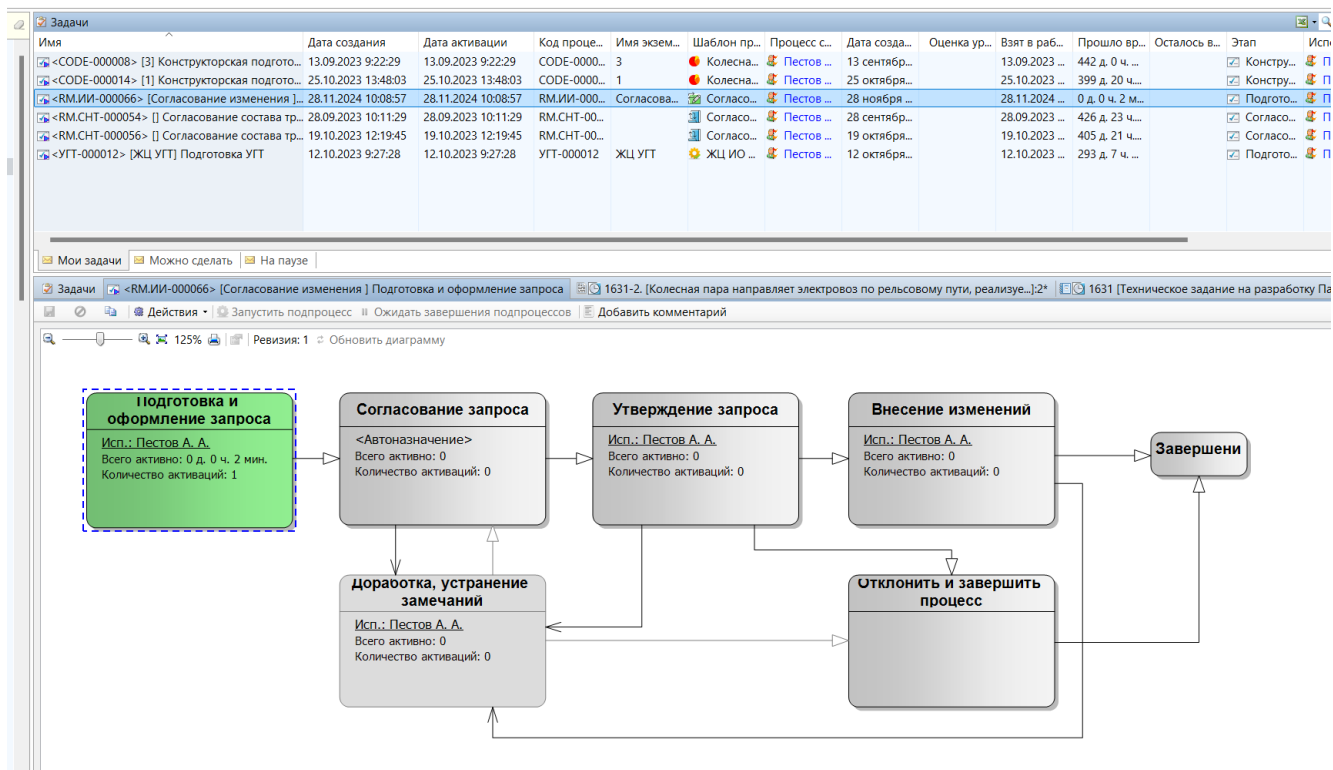 Задачи
Имя Дата создания Дата активации Код проце... Имя экзем... Шаблон пр... Процесс с... Дата созда... Оценка ур... Взят в раб... Прошло вр... Осталось в... Этап Исп
<CODE-000008> [3] Конструкторская подгото... 13.09.2023 9:22:29 13.09.2023 9:22:29 CODE-0000... 3 Колесна... Пестов ... 13 сентябр... 13.09.2023 ... 442 д. 0 ч. ... Констру... П
<CODE-000014> [1] Конструкторская подгото... 25.10.2023 13:48:03 25.10.2023 13:48:03 CODE-0000... 1 Колесна... Пестов ... 25 октября... 25.10.2023 ... 399 д. 20 ч.... Констру... П
<RM.ИИ-000066> [Согласование изменения ]... 28.11.2024 10:08:57 28.11.2024 10:08:57 RM.ИИ-000... Согласова... Согласо... Пестов ... 28 ноября ... 28.11.2024 ... 0 д. 0 ч. 2 м... Подгото... П
<RM.СНТ-000054> [] Согласование состава тр... 28.09.2023 10:11:29 28.09.2023 10:11:29 RM.СНТ-00... Согласо... Пестов ... 28 сентябр... 28.09.2023 ... 426 д. 23 ч.... Согласо... П
<RM.СНТ-000056> [] Согласование состава тр... 19.10.2023 12:19:45 19.10.2023 12:19:45 RM.СНТ-00... Согласо... Пестов ... 19 октября... 19.10.2023 ... 405 д. 21 ч.... Согласо... П
<УГТ-000012> [ЖЦ УГТ] Подготовка УГТ 12.10.2023 9:27:28 12.10.2023 9:27:28 УГТ-000012 ЖЦ УГТ ЖЦ ИО ... Пестов ... 12 октября... 12.10.2023 ... 293 д. 7 ч. ... Подгото... П
Мои задачи Можно сделать На паузе
Задачи <RM.ИИ-000066> [Согласование изменения ] Подготовка и оформление запроса 1631-2. [Колесная пара направляет электровоз по рельсовому пути, реализуе...]:2* 1631 [Техническое задание на разработку Па
Действия Запустить подпроцесс Ожидать завершения подпроцессов Добавить комментарий
125% Ревизия: 1 Обновить диаграмму
Подготовка и
оформление запроса
Исп.: Пестов А. А.
Всего активно: 0 д. 0 ч. 2 мин.
Количество активаций: 1
Согласование запроса
<Автоназначение>
Всего активно: 0
Количество активаций: 0
Утверждение запроса
Исп.: Пестов А. А.
Всего активно: 0
Количество активаций: 0
Внесение изменений
Исп.: Пестов А. А.
Всего активно: 0
Количество активаций: 0
Завершени
Доработка, устранение
замечаний
Исп.: Пестов А. А.
Всего активно: 0
Количество активаций: 0
Отклонить и завершить
процесс